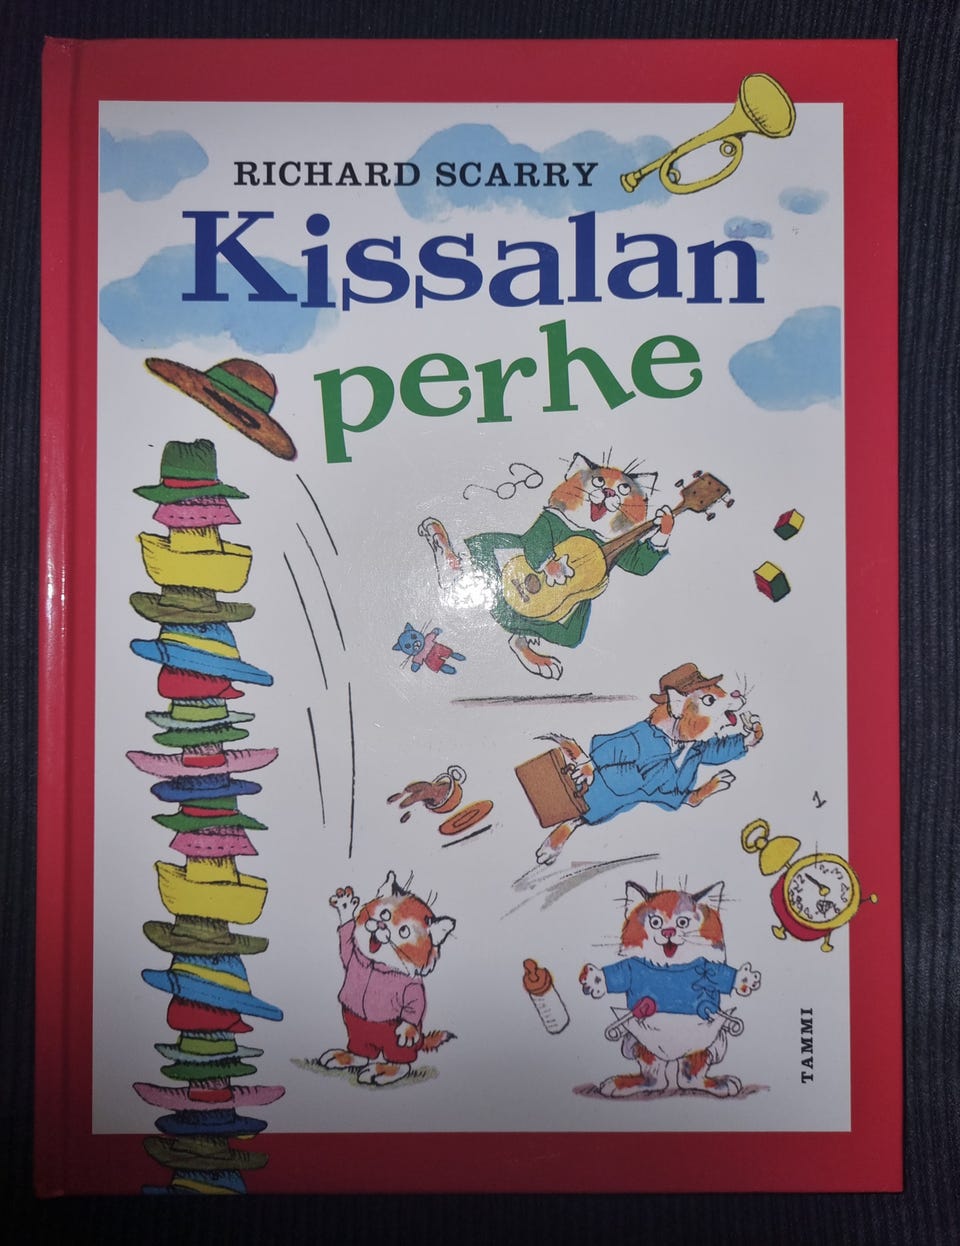 RICHARD SCARRY
Kissalan
perhe
TAMMI